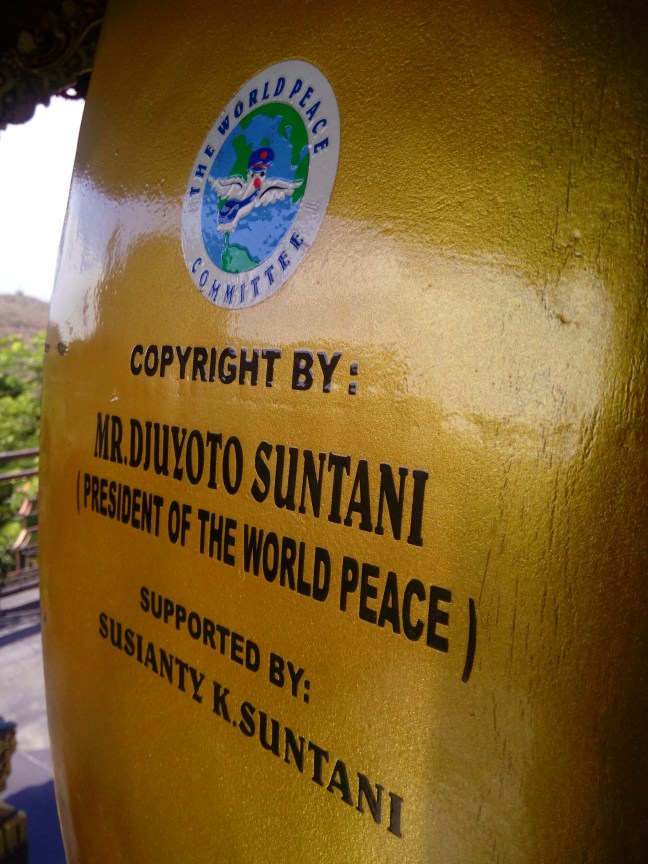 THE WORLD PEACE
COMMITTEE
COPYRIGHT BY:
MR.DJUYOTO SUNTANI
(PRESIDENT OF THE WORLD PEACE)
SUPPORTED BY:
SUSIANTY K.SUNTANI